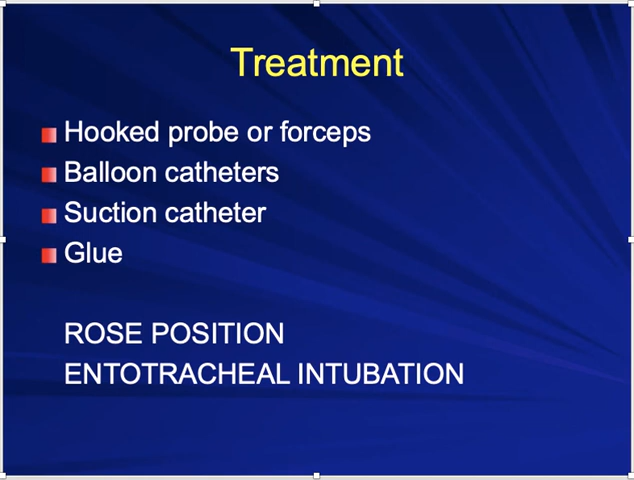 Treatment
Hooked probe or forceps
Balloon catheters
Suction catheter
Glue
ROSE POSITION
ENTOTRACHEAL INTUBATION